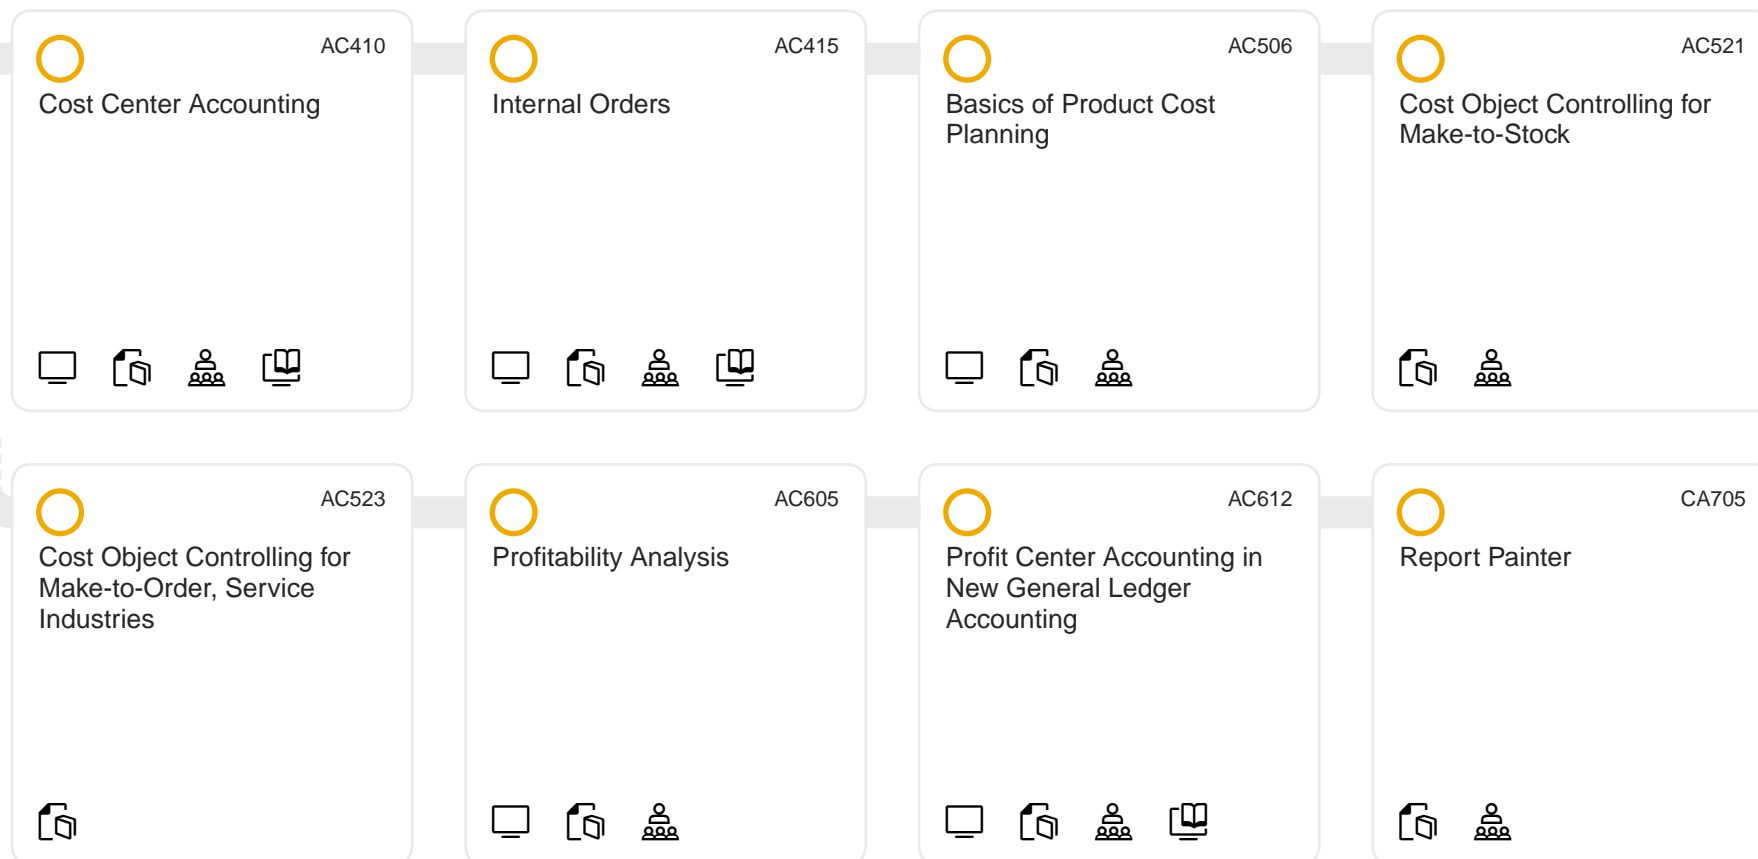 AC410
Cost Center Accounting
AC415
Internal Orders
AC506
Basics of Product Cost
Planning
AC521
Cost Object Controlling for
Make-to-Stock
AC523
Cost Object Controlling for
Make-to-Order, Service
Industries
AC605
Profitability Analysis
AC612
Profit Center Accounting in
New General Ledger
Accounting
CA705
Report Painter